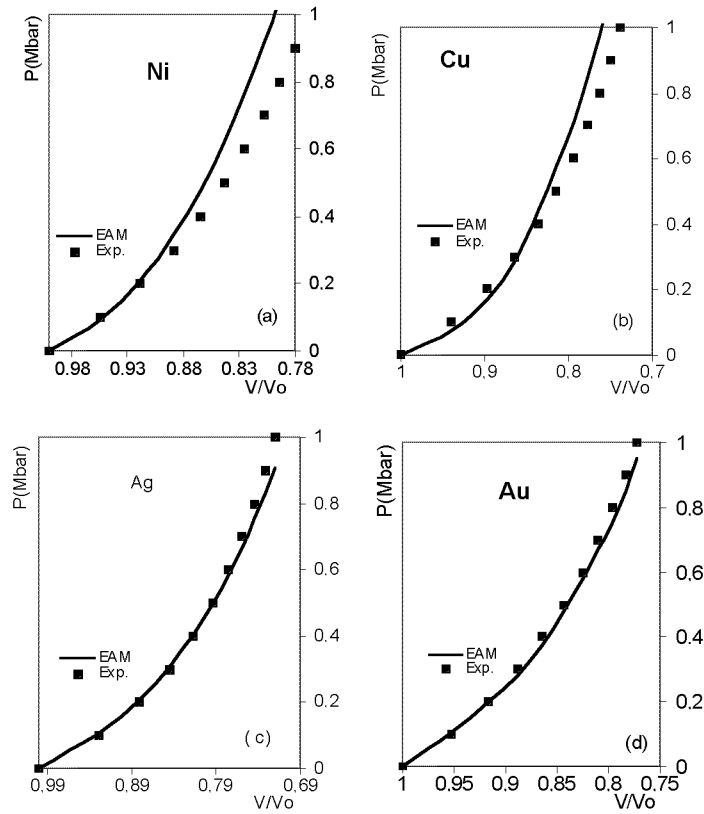 P(Mbar)
Ni
1
0.8
0.6
0.4
0.2
0
EAM
Exp.
(a)
0.98 0.93 0.88 0.83 0.78
V/Vo
P(Mbar)
Cu
1
0.8
0.6
0.4
0.2
0
EAM
Exp.
(b)
1 0,9 0,8 0,7
V/Vo
P(Mbar)
Ag
1
0.8
0.6
0.4
0.2
0
EAM
Exp.
( c)
0,99 0,89 0,79 0,69
V/Vo
P(Mbar)
Au
1
0.8
0.6
0.4
0.2
0
EAM
Exp.
(d)
1 0.95 0.9 0.85 0.8 0.75
V/Vo